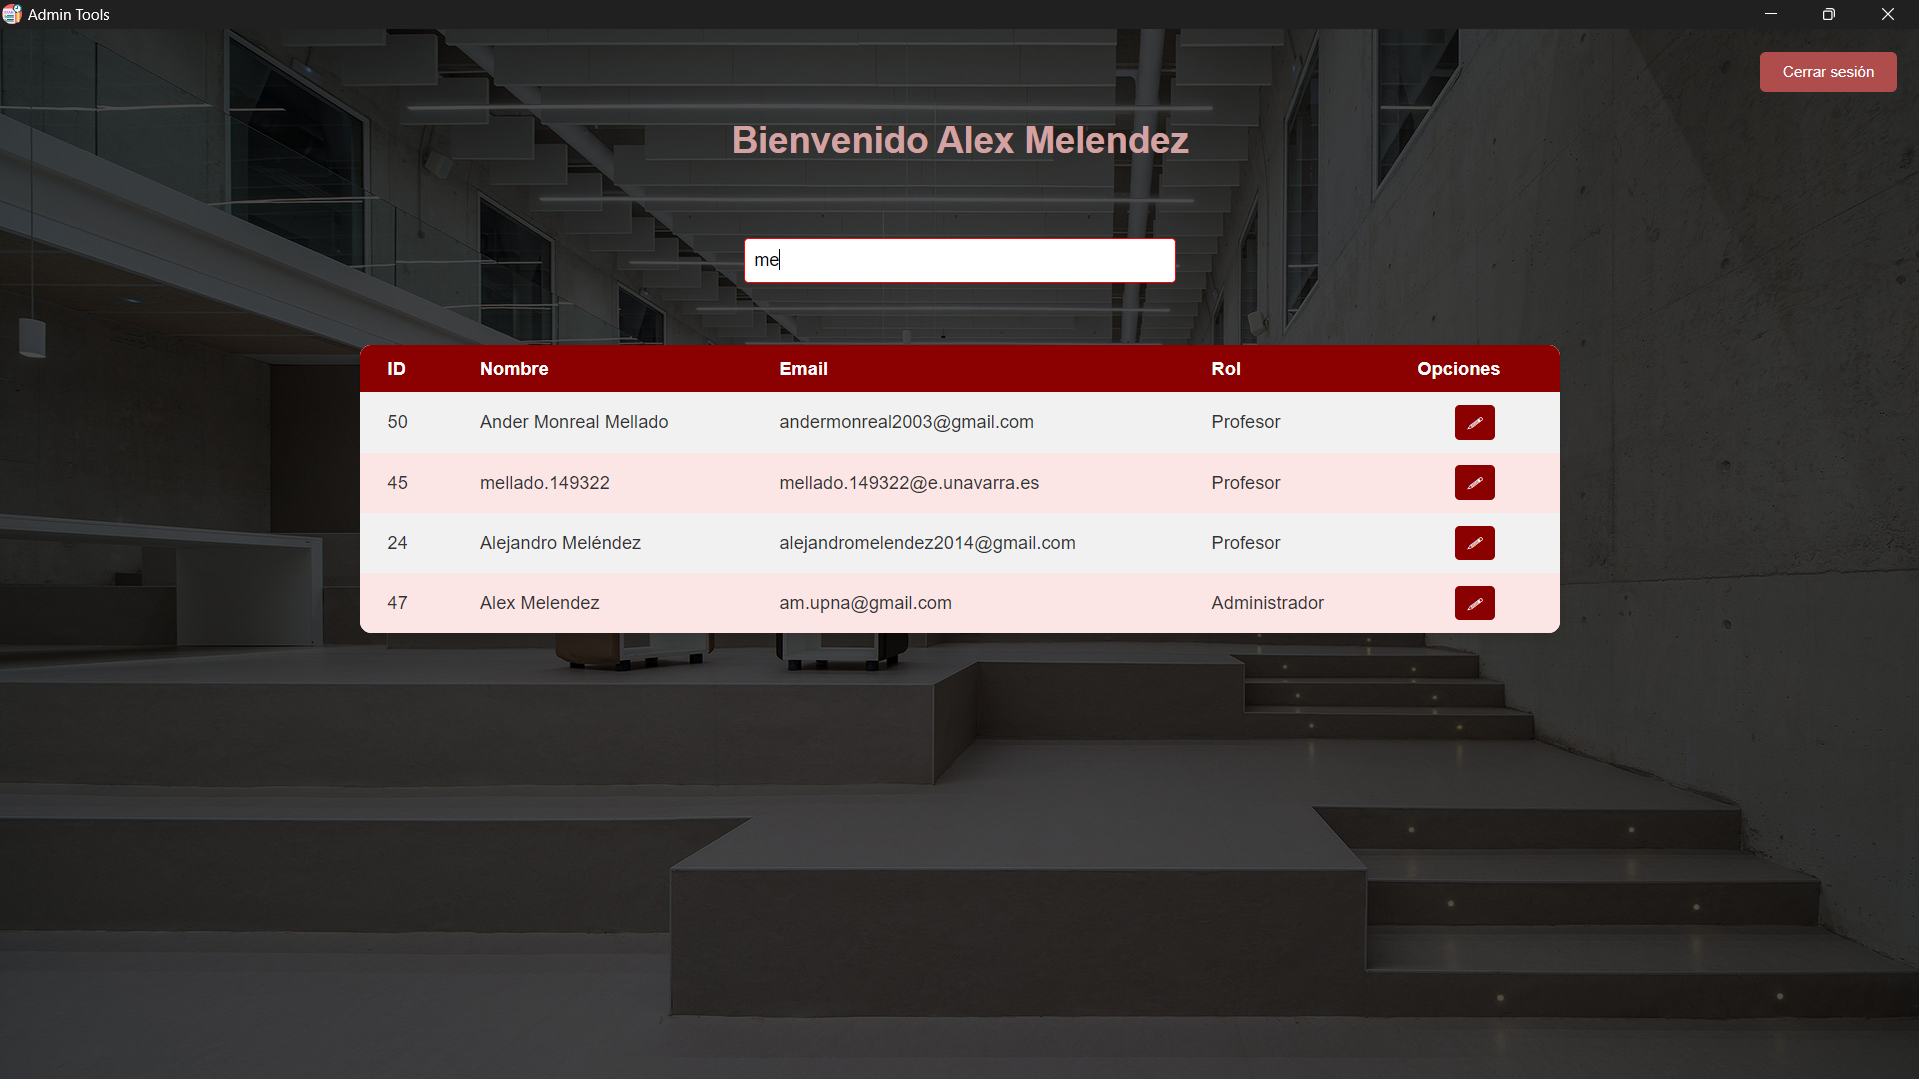 Admin Tools
Cerrar sesión
Bienvenido Alex Melendez
me
ID Nombre Email Rol Opciones
50 Ander Monreal Mellado andermonreal2003@gmail.com Profesor
45 mellado.149322 mellado.149322@e.unavarra.es Profesor
24 Alejandro Meléndez alejandromelendez2014@gmail.com Profesor
47 Alex Melendez am.upna@gmail.com Administrador